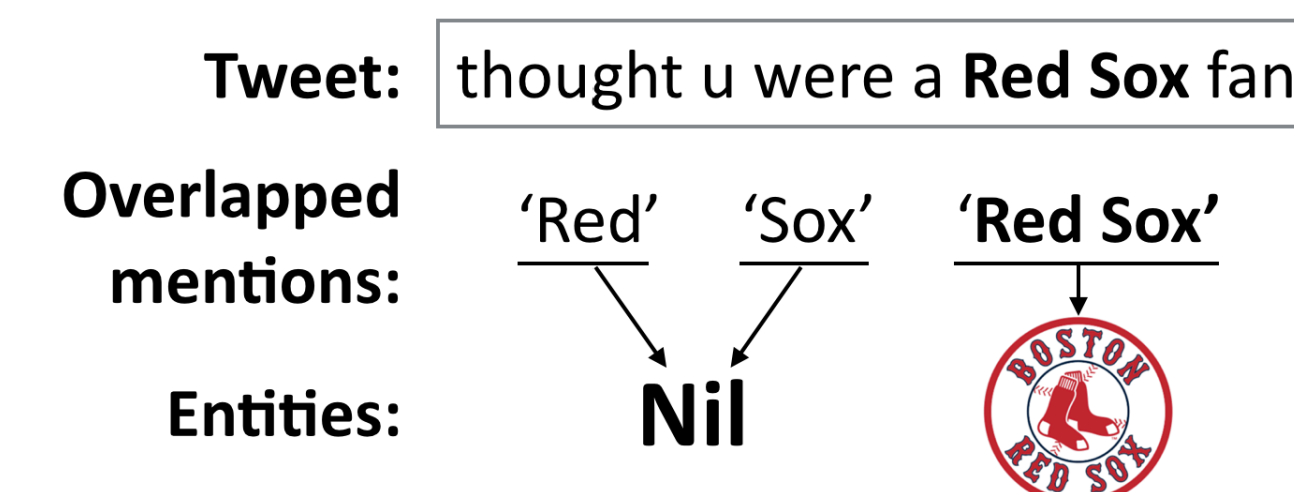 Tweet: thought u were a Red Sox fan
Overlapped mentions: ‘Red’ ‘Sox’ ‘Red Sox’
Entities: Nil
BOSTON
RED SOX